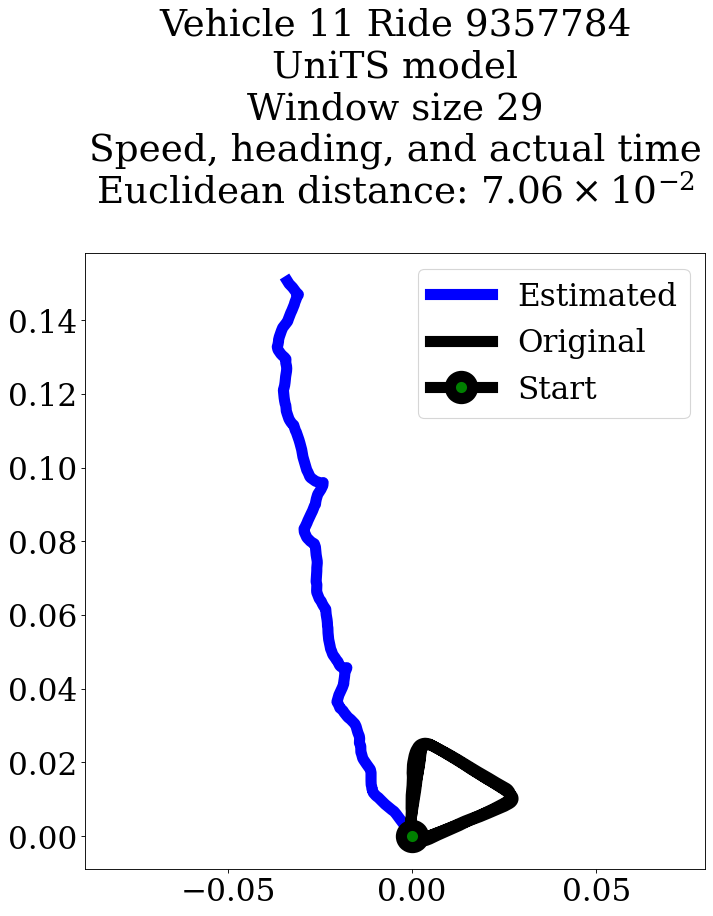 Vehicle 11 Ride 9357784
UniTS model
Window size 29
Speed, heading, and actual time
Euclidean distance: 7.06 × 10⁻²
Estimated
Original
Start
0.14
0.12
0.10
0.08
0.06
0.04
0.02
0.00
−0.05 0.00 0.05